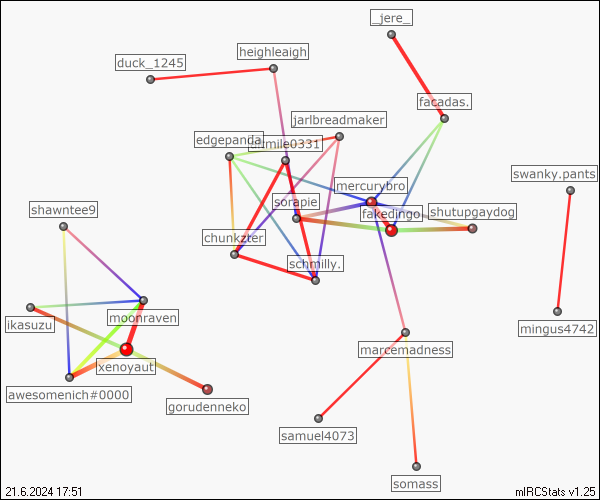 _jere_
heighleaigh
duck_1245
facadas.
jarlbreadmaker
edgepanda
mile0331
swanky.pants
mercurybro
sorapie
shawntee9
fakedingo
shutupgaydog
chunkzter
schmilly.
moonraven
ikasuzu
mingus4742
marcemadness
xenoyaut
awesomenich#0000
gorudenneko
samuel4073
somass
21.6.2024 17:51
mIRCStats v1.25